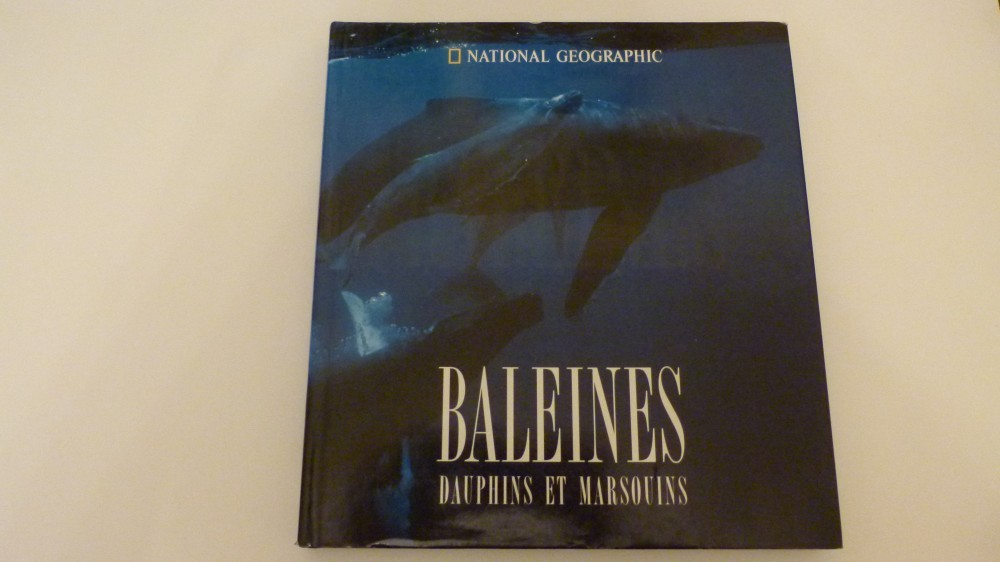 NATIONAL GEOGRAPHIC
BALEINES
DAUPHINS ET MARSOUINS